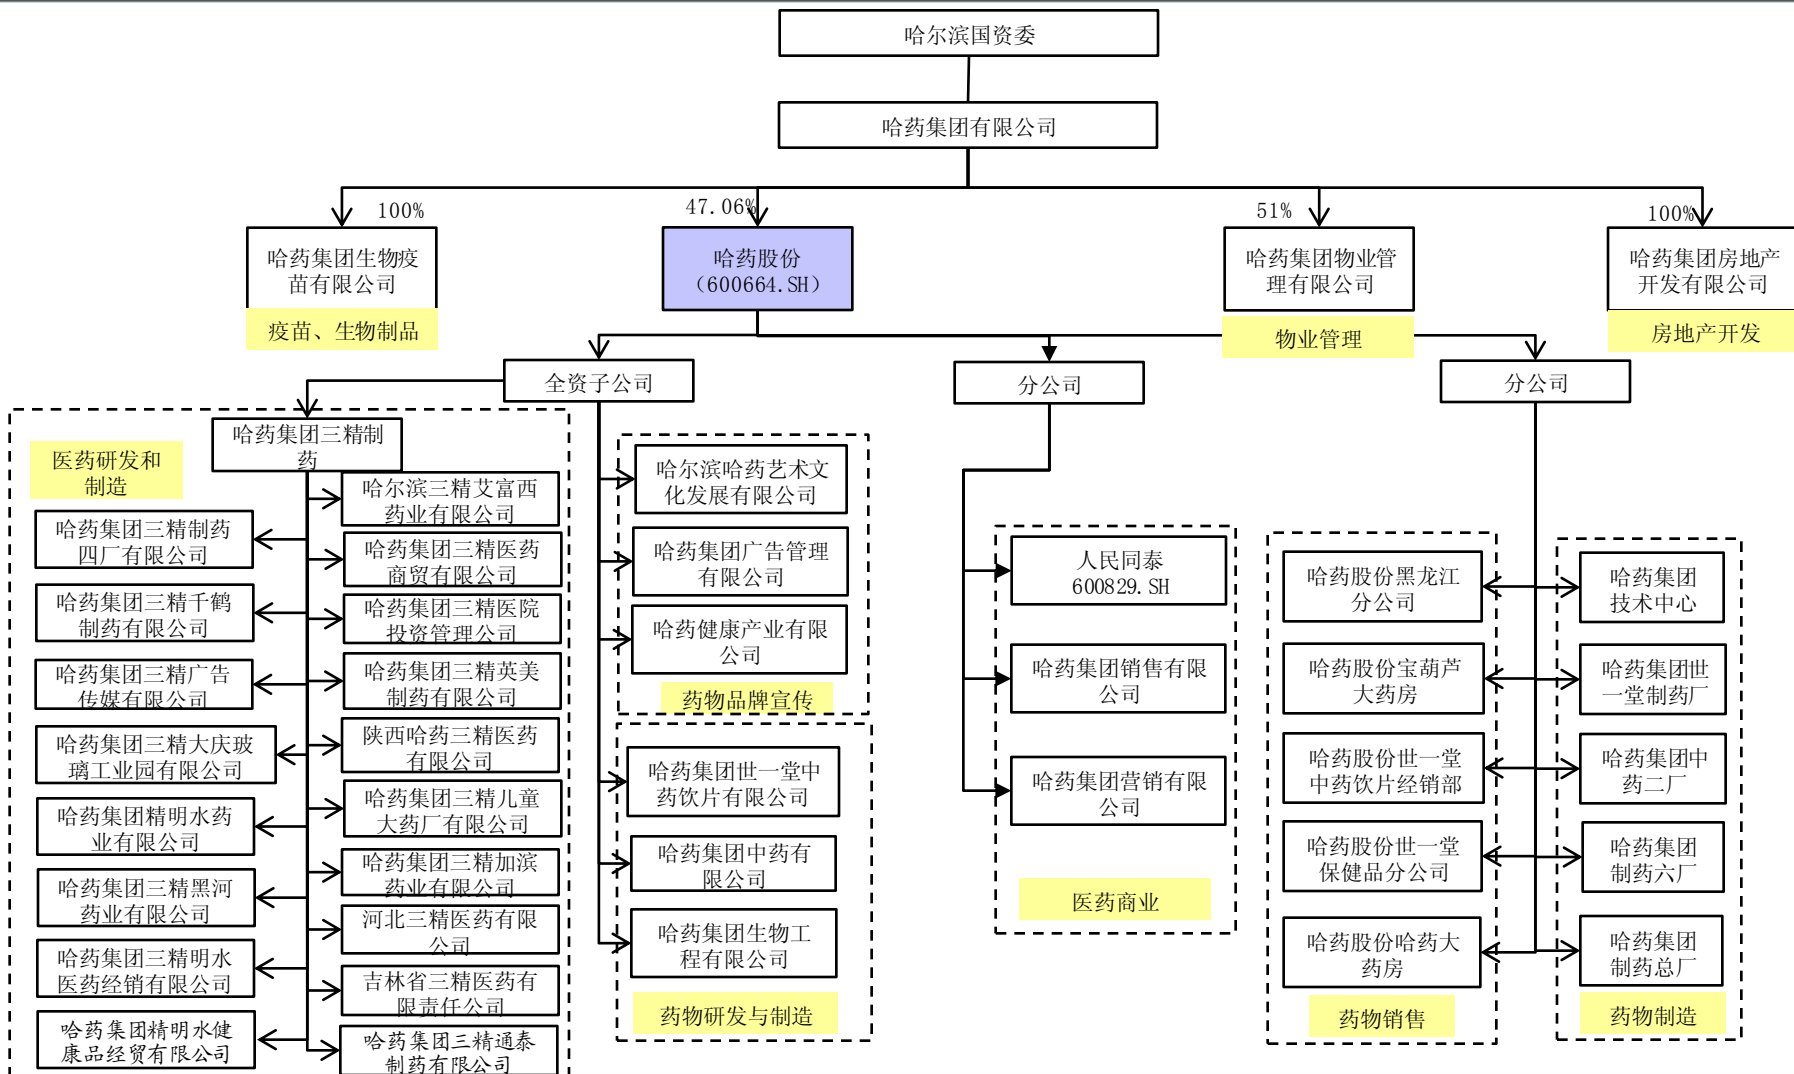 哈尔滨国资委
哈药集团有限公司
100%
47.06%
51%
100%
哈药集团生物疫
苗有限公司
疫苗、生物制品
哈药股份
（600664.SH）
哈药集团物业管
理有限公司
物业管理
哈药集团房地产
开发有限公司
房地产开发
全资子公司
分公司
分公司
哈药集团三精制
药
医药研发和
制造
哈药集团三精制药
四厂有限公司
哈药集团三精千鹤
制药有限公司
哈药集团三精广告
传媒有限公司
哈药集团三精大庆玻
璃工业园有限公司
哈药集团精明水药
业有限公司
哈药集团三精黑河
药业有限公司
哈药集团三精明水
医药经销有限公司
哈药集团精明水健
康品经贸有限公司
哈尔滨三精艾富西
药业有限公司
哈药集团三精医药
商贸有限公司
哈药集团三精医院
投资管理公司
哈药集团三精英美
制药有限公司
陕西哈药三精医药
有限公司
哈药集团三精儿童
大药厂有限公司
哈药集团三精加滨
药业有限公司
河北三精医药有限
公司
吉林省三精医药有
限责任公司
哈药集团三精通泰
制药有限公司
哈尔滨哈药艺术文
化发展有限公司
哈药集团广告管理
有限公司
哈药健康产业有限
公司
药物品牌宣传
哈药集团世一堂中
药饮片有限公司
哈药集团中药有
限公司
哈药集团生物工
程有限公司
药物研发与制造
人民同泰
600829.SH
哈药集团销售有限
公司
哈药集团营销有限
公司
医药商业
哈药股份黑龙江
分公司
哈药股份宝葫芦
大药房
哈药股份世一堂
中药饮片经销部
哈药股份世一堂
保健品分公司
哈药股份哈药大
药房
药物销售
哈药集团
技术中心
哈药集团世
一堂制药厂
哈药集团中
药二厂
哈药集团
制药六厂
哈药集团
制药总厂
药物制造